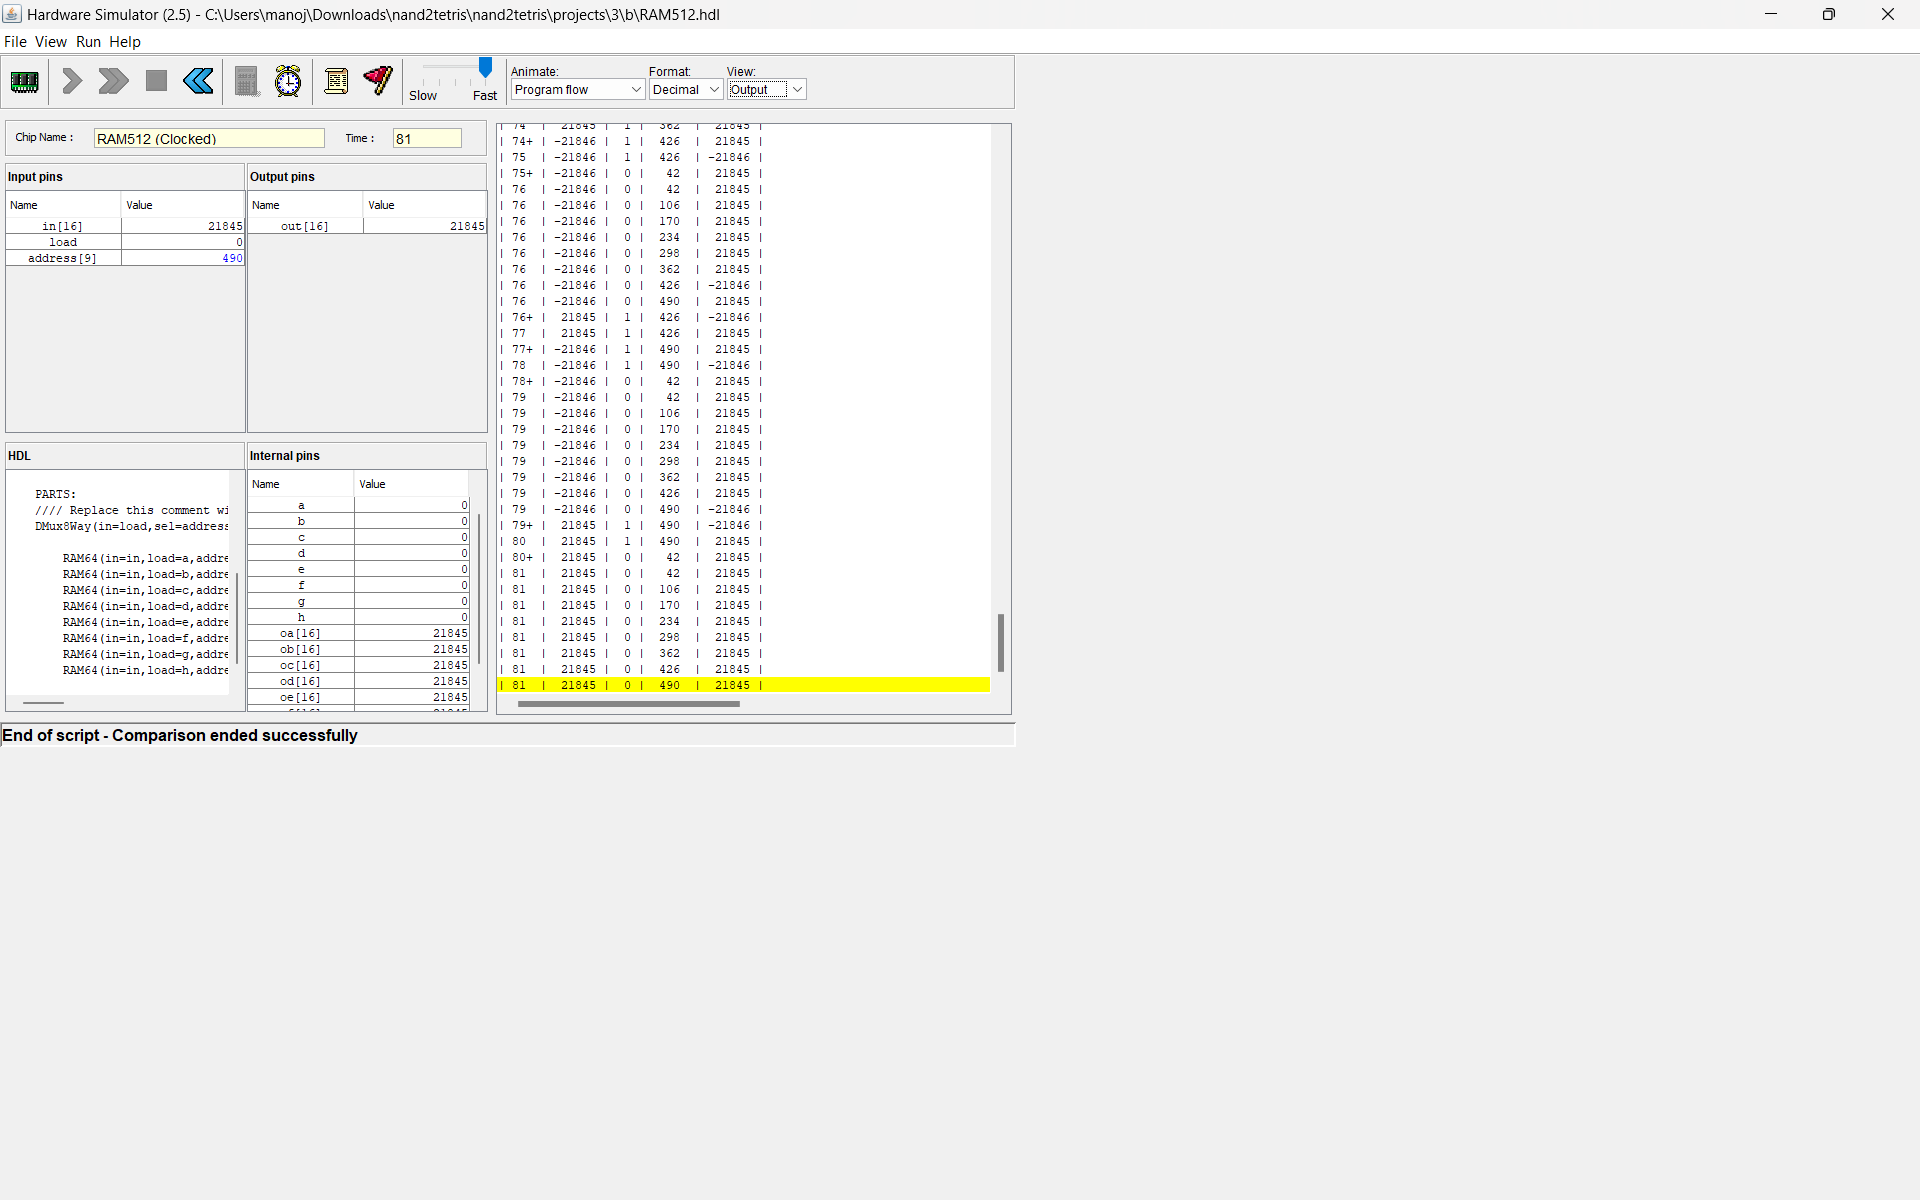 Hardware Simulator (2.5) - C:\Users\manoj\Downloads\nand2tetris\nand2tetris\projects\3\b\RAM512.hdl
File View Run Help
Slow Fast
Animate: Format: View:
Program flow Decimal Output
Chip Name : RAM512 (Clocked) Time : 81
Input pins
Name Value
in[16] 21845
load 0
address[9] 490
Output pins
Name Value
out[16] 21845
HDL
PARTS:
//// Replace this comment wi
DMux8Way(in=load,sel=address
RAM64(in=in,load=a,addre
RAM64(in=in,load=b,addre
RAM64(in=in,load=c,addre
RAM64(in=in,load=d,addre
RAM64(in=in,load=e,addre
RAM64(in=in,load=f,addre
RAM64(in=in,load=g,addre
RAM64(in=in,load=h,addre
Internal pins
Name Value
a 0
b 0
c 0
d 0
e 0
f 0
g 0
h 0
oa[16] 21845
ob[16] 21845
oc[16] 21845
od[16] 21845
oe[16] 21845
| 74 | 21845 | 1 | 362 | 21845 |
| 74+ | -21846 | 1 | 426 | 21845 |
| 75 | -21846 | 1 | 426 | -21846 |
| 75+ | -21846 | 0 | 42 | 21845 |
| 76 | -21846 | 0 | 42 | 21845 |
| 76 | -21846 | 0 | 106 | 21845 |
| 76 | -21846 | 0 | 170 | 21845 |
| 76 | -21846 | 0 | 234 | 21845 |
| 76 | -21846 | 0 | 298 | 21845 |
| 76 | -21846 | 0 | 362 | 21845 |
| 76 | -21846 | 0 | 426 | -21846 |
| 76 | -21846 | 0 | 490 | 21845 |
| 76+ | 21845 | 1 | 426 | -21846 |
| 77 | 21845 | 1 | 426 | 21845 |
| 77+ | -21846 | 1 | 490 | 21845 |
| 78 | -21846 | 1 | 490 | -21846 |
| 78+ | -21846 | 0 | 42 | 21845 |
| 79 | -21846 | 0 | 42 | 21845 |
| 79 | -21846 | 0 | 106 | 21845 |
| 79 | -21846 | 0 | 170 | 21845 |
| 79 | -21846 | 0 | 234 | 21845 |
| 79 | -21846 | 0 | 298 | 21845 |
| 79 | -21846 | 0 | 362 | 21845 |
| 79 | -21846 | 0 | 426 | 21845 |
| 79 | -21846 | 0 | 490 | -21846 |
| 79+ | 21845 | 1 | 490 | -21846 |
| 80 | 21845 | 1 | 490 | 21845 |
| 80+ | 21845 | 0 | 42 | 21845 |
| 81 | 21845 | 0 | 42 | 21845 |
| 81 | 21845 | 0 | 106 | 21845 |
| 81 | 21845 | 0 | 170 | 21845 |
| 81 | 21845 | 0 | 234 | 21845 |
| 81 | 21845 | 0 | 298 | 21845 |
| 81 | 21845 | 0 | 362 | 21845 |
| 81 | 21845 | 0 | 426 | 21845 |
| 81 | 21845 | 0 | 490 | 21845 |
End of script - Comparison ended successfully